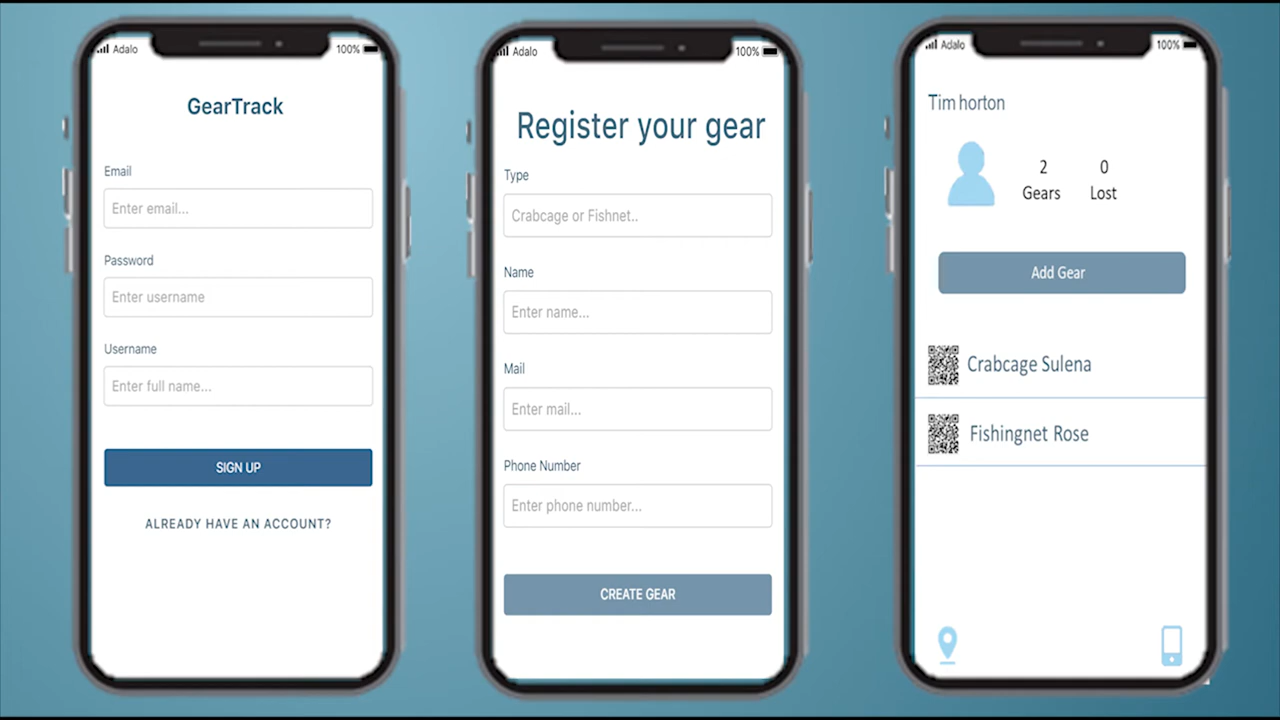 Adalo
100%
GearTrack
Email
Enter email...
Password
Enter username
Username
Enter full name...
SIGN UP
ALREADY HAVE AN ACCOUNT?
Adalo
100%
Register your gear
Type
Crabcage or Fishnet..
Name
Enter name...
Mail
Enter mail...
Phone Number
Enter phone number...
CREATE GEAR
Adalo
100%
Tim horton
2 0
Gears Lost
Add Gear
Crabcage Sulena
Fishingnet Rose